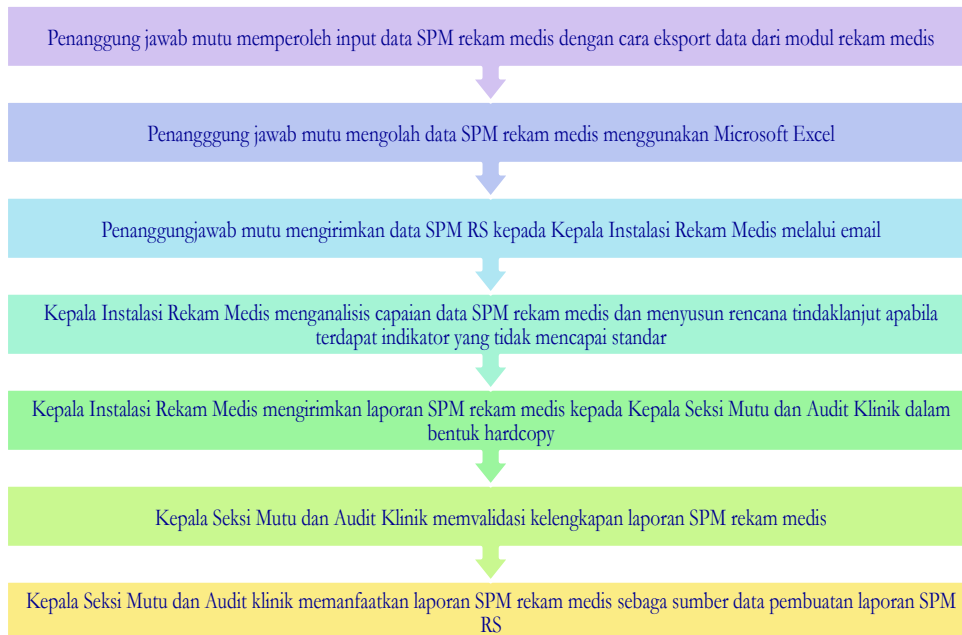 Penanggung jawab mutu memperoleh input data SPM rekam medis dengan cara eksport data dari modul rekam medis
Penangggung jawab mutu mengolah data SPM rekam medis menggunakan Microsoft Excel
Penanggungjawab mutu mengirimkan data SPM RS kepada Kepala Instalasi Rekam Medis melalui email
Kepala Instalasi Rekam Medis menganalisis capaian data SPM rekam medis dan menyusun rencana tindaklanjut apabila
terdapat indikator yang tidak mencapai standar
Kepala Instalasi Rekam Medis mengirimkan laporan SPM rekam medis kepada Kepala Seksi Mutu dan Audit Klinik dalam
bentuk hardcopy
Kepala Seksi Mutu dan Audit Klinik memvalidasi kelengkapan laporan SPM rekam medis
Kepala Seksi Mutu dan Audit klinik memanfaatkan laporan SPM rekam medis sebaga sumber data pembuatan laporan SPM
RS